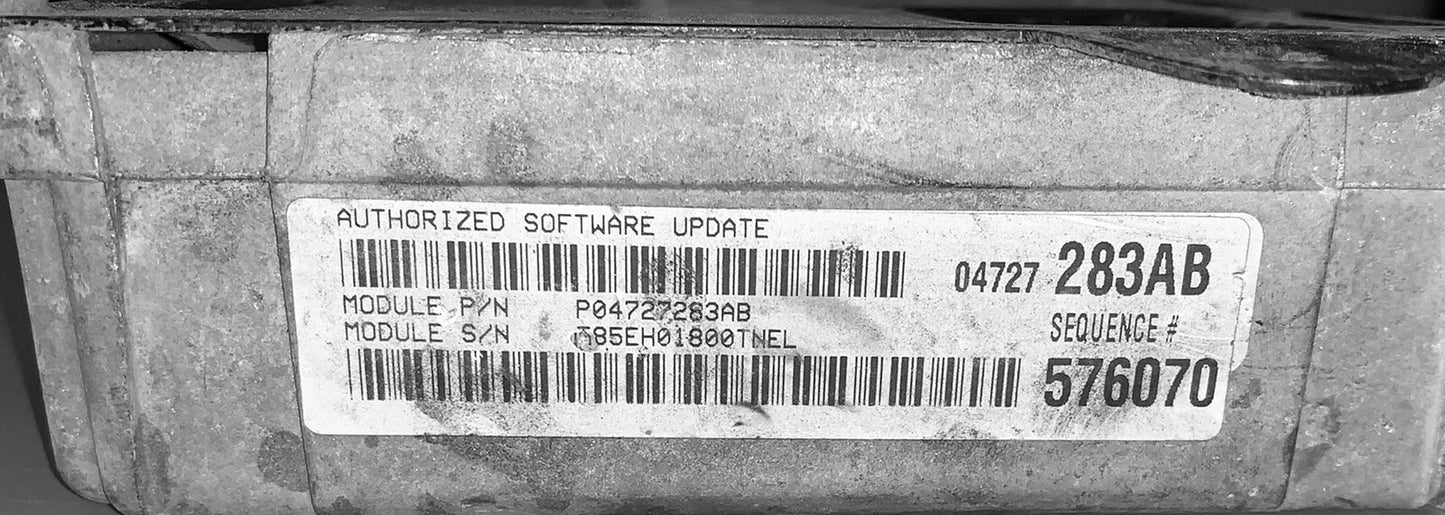 AUTHORIZED SOFTWARE UPDATE
04727 283AB
MODULE P/N P04727283AB
MODULE S/N T85EH01800TNEL
SEQUENCE #
576070